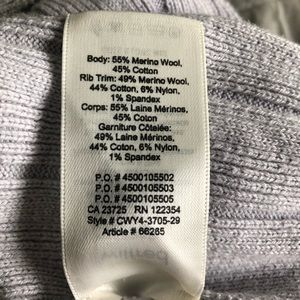 Body: 55% Merino Wool,
45% Cotton
Rib Trim: 49% Merino Wool,
44% Cotton, 6% Nylon,
1% Spandex
Corps: 55% Laine Mérinos,
45% Coton
Garniture Côtelée:
49% Laine Mérinos,
44% Coton, 6% Nylon,
1% Spandex
P.O. # 4500105502
P.O. # 4500105503
P.O. # 4500105505
CA 23725 RN 122354
Style # CWY4-3705-29
Article # 66265